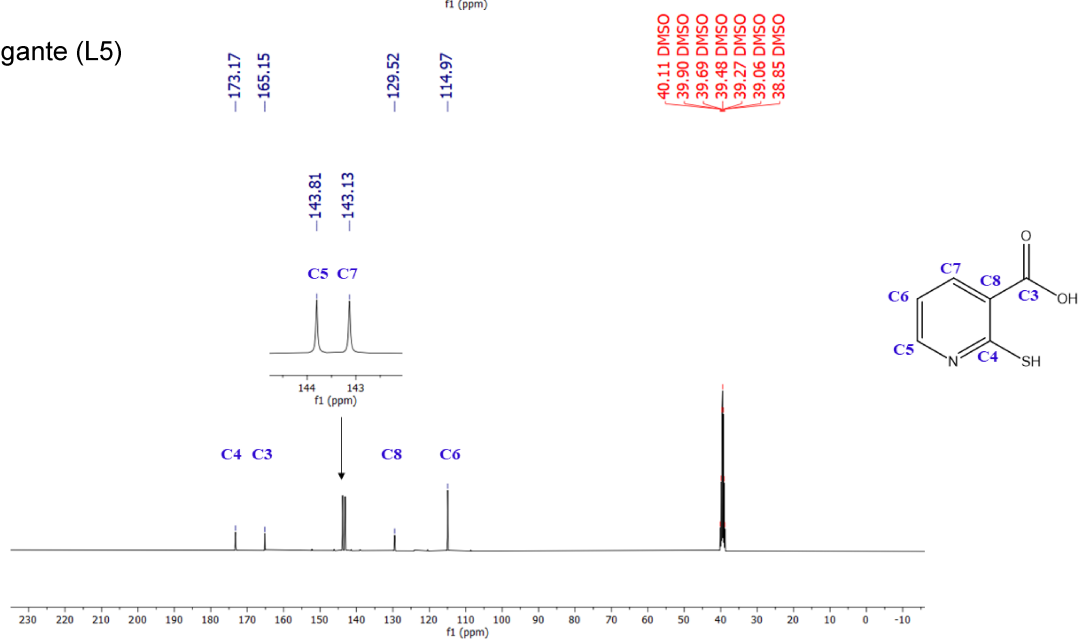 f1 (ppm)
gante (L5)
173.17
165.15
129.52
114.97
40.11 DMSO
39.90 DMSO
39.69 DMSO
39.48 DMSO
39.27 DMSO
39.06 DMSO
38.85 DMSO
143.81
143.13
C5 C7
144 143
f1 (ppm)
O
C7
C8
C6
C3
OH
C5
N
C4
SH
C4 C3 C8 C6
230 220 210 200 190 180 170 160 150 140 130 120 110 100 90 80 70 60 50 40 30 20 10 0 -10
f1 (ppm)